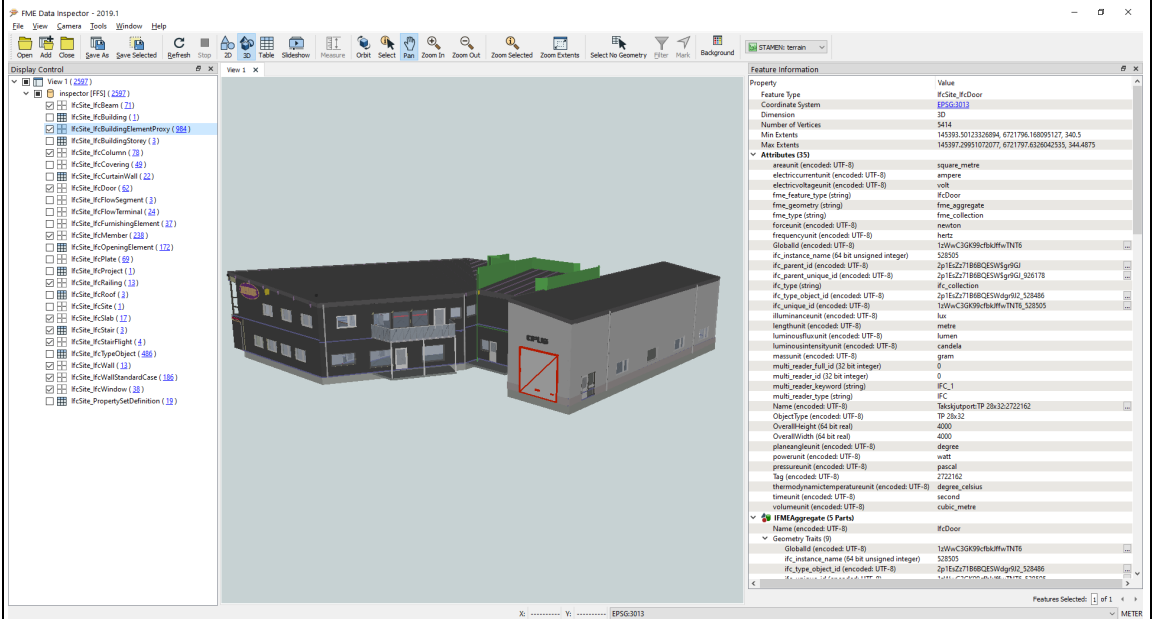 FME Data Inspector - 2019.1
File View Camera Tools Window Help
Open Add Close Save As Save Selected Refresh Stop 2D 3D Table Slideshow Measure Orbit Select Pan Zoom In Zoom Out Zoom Selected Zoom Extents Select No Geometry Filter Mark Background STAMEN: terrain
Display Control
View 1 (2597)
inspector [FFS] (2597)
IfcSite_IfcBeam (71)
IfcSite_IfcBuilding (1)
IfcSite_IfcBuildingElementProxy (984)
IfcSite_IfcBuildingStorey (3)
IfcSite_IfcColumn (78)
IfcSite_IfcCovering (49)
IfcSite_IfcCurtainWall (22)
IfcSite_IfcDoor (62)
IfcSite_IfcFlowSegment (3)
IfcSite_IfcFlowTerminal (24)
IfcSite_IfcFurnishingElement (37)
IfcSite_IfcMember (238)
IfcSite_IfcOpeningElement (172)
IfcSite_IfcPlate (69)
IfcSite_IfcProject (1)
IfcSite_IfcRailing (13)
IfcSite_IfcRoof (3)
IfcSite_IfcSite (1)
IfcSite_IfcSlab (17)
IfcSite_IfcStair (3)
IfcSite_IfcStairFlight (4)
IfcSite_IfcTypeObject (486)
IfcSite_IfcWall (13)
IfcSite_IfcWallStandardCase (186)
IfcSite_IfcWindow (38)
IfcSite_PropertySetDefinition (19)
View 1
EPUB
Feature Information
Property Value
Feature Type IfcSite_IfcDoor
Coordinate System EPSG:3013
Dimension 3D
Number of Vertices 5414
Min Extents 145393.50123326894, 6721796.168095127, 340.5
Max Extents 145397.29951072077, 6721797.6326042535, 344.4875
Attributes (35)
areaunit (encoded: UTF-8) square_metre
electriccurrentunit (encoded: UTF-8) ampere
electricvoltageunit (encoded: UTF-8) volt
fme_feature_type (string) IfcDoor
fme_geometry (string) fme_aggregate
fme_type (string) fme_collection
forceunit (encoded: UTF-8) newton
frequencyunit (encoded: UTF-8) hertz
GlobalId (encoded: UTF-8) 1zWwC3GK99cfbkJffwTNT6
ifc_instance_name (64 bit unsigned integer) 528505
ifc_parent_id (encoded: UTF-8) 2p1EsZz71B6BQESW$gr9GJ
ifc_parent_unique_id (encoded: UTF-8) 2p1EsZz71B6BQESW$gr9GJ_926178
ifc_type (string) ifc_collection
ifc_type_object_id (encoded: UTF-8) 2p1EsZz71B6BQESWdgr9J2_528486
ifc_unique_id (encoded: UTF-8) 1zWwC3GK99cfbkJffwTNT6_528505
illuminanceunit (encoded: UTF-8) lux
lengthunit (encoded: UTF-8) metre
luminousfluxunit (encoded: UTF-8) lumen
luminousintensityunit (encoded: UTF-8) candela
massunit (encoded: UTF-8) gram
multi_reader_full_id (32 bit integer) 0
multi_reader_id (32 bit integer) 0
multi_reader_keyword (string) IFC_1
multi_reader_type (string) IFC
Name (encoded: UTF-8) Takskjutport:TP 28x32:2722162
ObjectType (encoded: UTF-8) TP 28x32
OverallHeight (64 bit real) 4000
OverallWidth (64 bit real) 4000
planeangleunit (encoded: UTF-8) degree
powerunit (encoded: UTF-8) watt
pressureunit (encoded: UTF-8) pascal
Tag (encoded: UTF-8) 2722162
thermodynamictemperatureunit (encoded: UTF-8) degree_celsius
timeunit (encoded: UTF-8) second
volumeunit (encoded: UTF-8) cubic_metre
IFMEAggregate (5 Parts)
Name (encoded: UTF-8) IfcDoor
Geometry Traits (9)
GlobalId (encoded: UTF-8) 1zWwC3GK99cfbkJffwTNT6
ifc_instance_name (64 bit unsigned integer) 528505
ifc_type_object_id (encoded: UTF-8) 2p1EsZz71B6BQESWdgr9J2_528486
Features Selected: 1 of 1
X: ---------- Y: ---------- EPSG:3013 METER